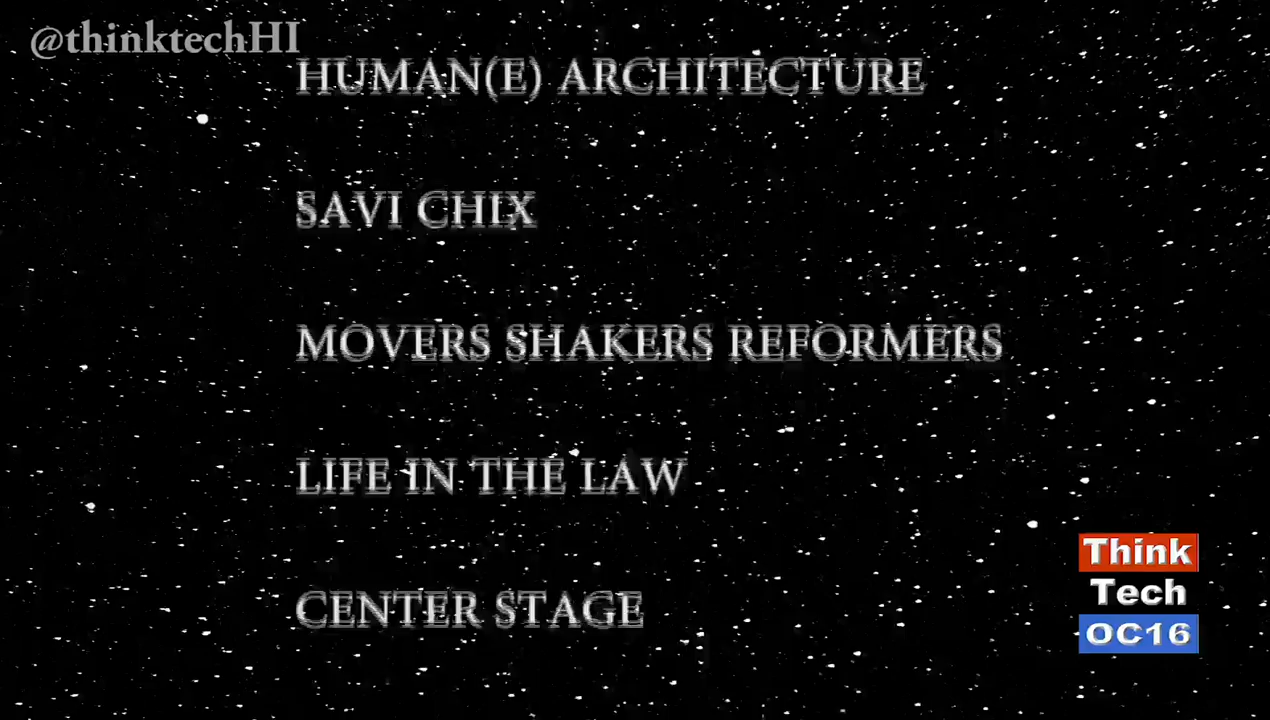 @thinktechHI
HUMAN(E) ARCHITECTURE
SAVI CHIX
MOVERS SHAKERS REFORMERS
LIFE IN THE LAW
CENTER STAGE
Think
Tech
OC16